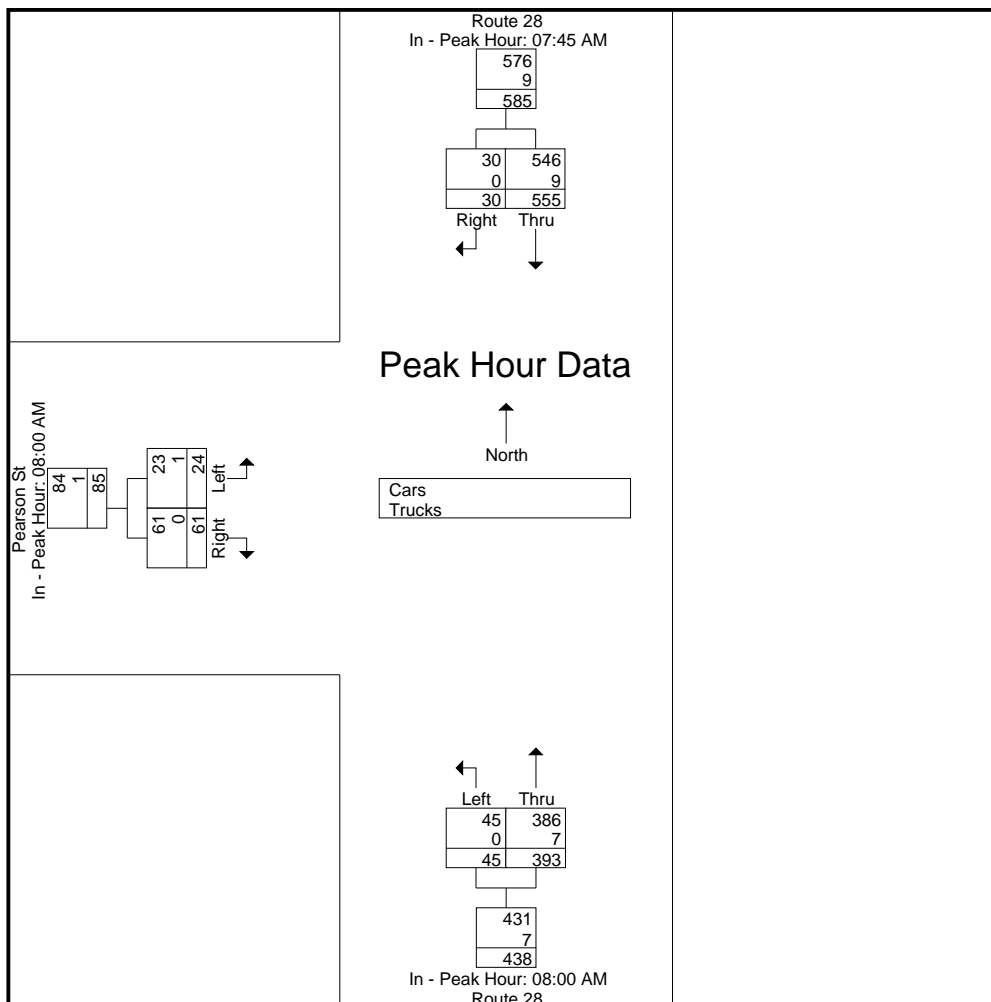 Route 28
In - Peak Hour: 07:45 AM
576
9
585
30 546
0 9
30 555
Right Thru
Peak Hour Data
North
Cars
Trucks
Pearson St
In - Peak Hour: 08:00 AM
84
1
85
23
1
24
Left
61
0
61
Right
Left Thru
45 386
0 7
45 393
431
7
438
In - Peak Hour: 08:00 AM
Route 28